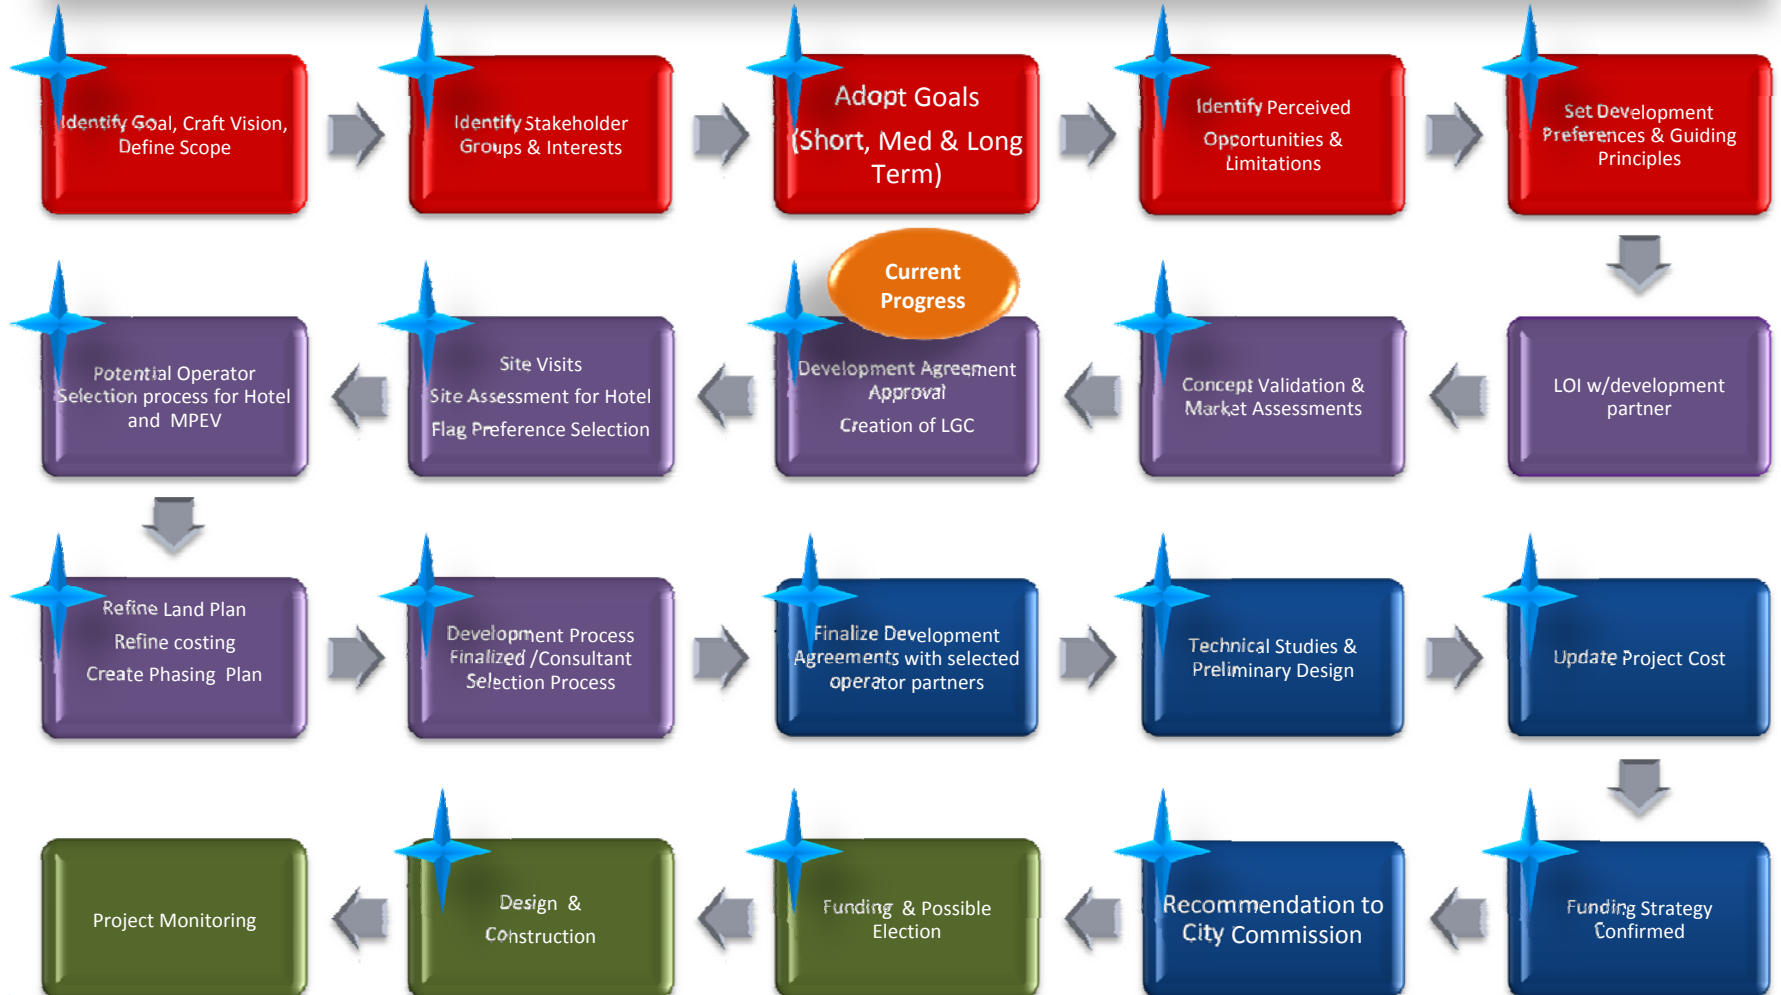 Identify Goal, Craft Vision,
Define Scope
Identify Stakeholder
Groups & Interests
Adopt Goals
(Short, Med & Long
Term)
Identify Perceived
Opportunities &
Limitations
Set Development
Preferences & Guiding
Principles
LOI w/development
partner
Concept Validation &
Market Assessments
Current
Progress
Development Agreement
Approval
Creation of LGC
Site Visits
Site Assessment for Hotel
Flag Preference Selection
Potential Operator
Selection process for Hotel
and MPEV
Refine Land Plan
Refine costing
Create Phasing Plan
Development Process
Finalized /Consultant
Selection Process
Finalize Development
Agreements with selected
operator partners
Technical Studies &
Preliminary Design
Update Project Cost
Funding Strategy
Confirmed
Recommendation to
City Commission
Funding & Possible
Election
Design &
Construction
Project Monitoring